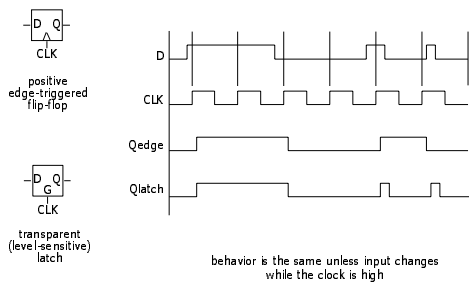 D Q
CLK
positive
edge-triggered
flip-flop
D Q
G
CLK
transparent
(level-sensitive)
latch
D
CLK
Qedge
Qlatch
behavior is the same unless input changes
while the clock is high